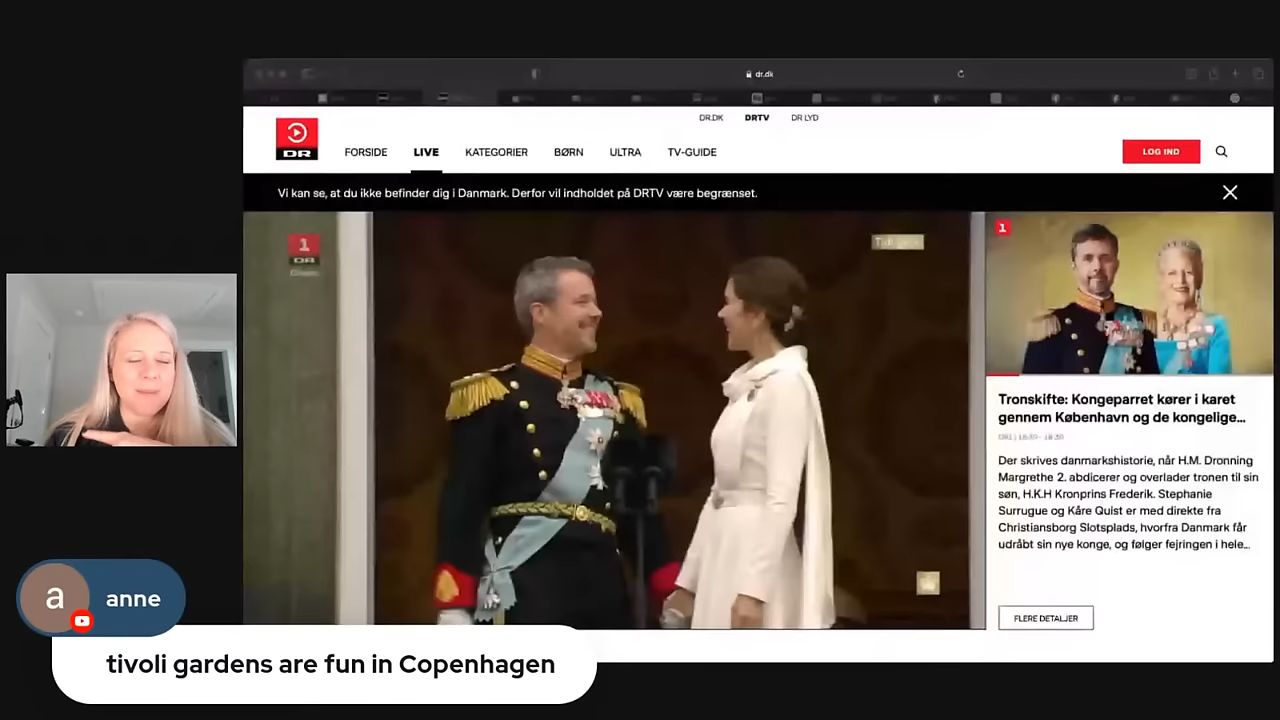 dr.dk
DR.DK DRTV DR LYD
DR
FORSIDE LIVE KATEGORIER BØRN ULTRA TV-GUIDE
LOG IND
Vi kan se, at du ikke befinder dig i Danmark. Derfor vil indholdet på DRTV være begrænset.
1
DR
1
Tronskifte: Kongeparret kører i karet
gennem København og de kongelige...
Der skrives danmarkshistorie, når H.M. Dronning
Margrethe 2. abdicerer og overlader tronen til sin
søn, H.K.H Kronprins Frederik. Stephanie
Surrugue og Kåre Quist er med direkte fra
Christiansborg Slotsplads, hvorfra Danmark får
udråbt sin nye konge, og følger fejringen i hele...
FLERE DETALJER
a
anne
tivoli gardens are fun in Copenhagen